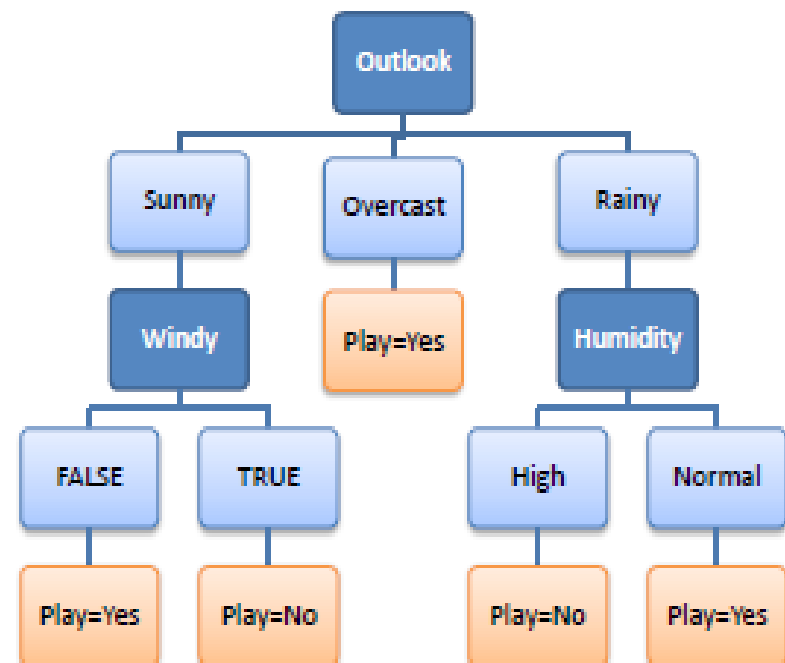 Outlook
Sunny
Overcast
Rainy
Windy
Play=Yes
Humidity
FALSE
TRUE
High
Normal
Play=Yes
Play=No
Play=No
Play=Yes